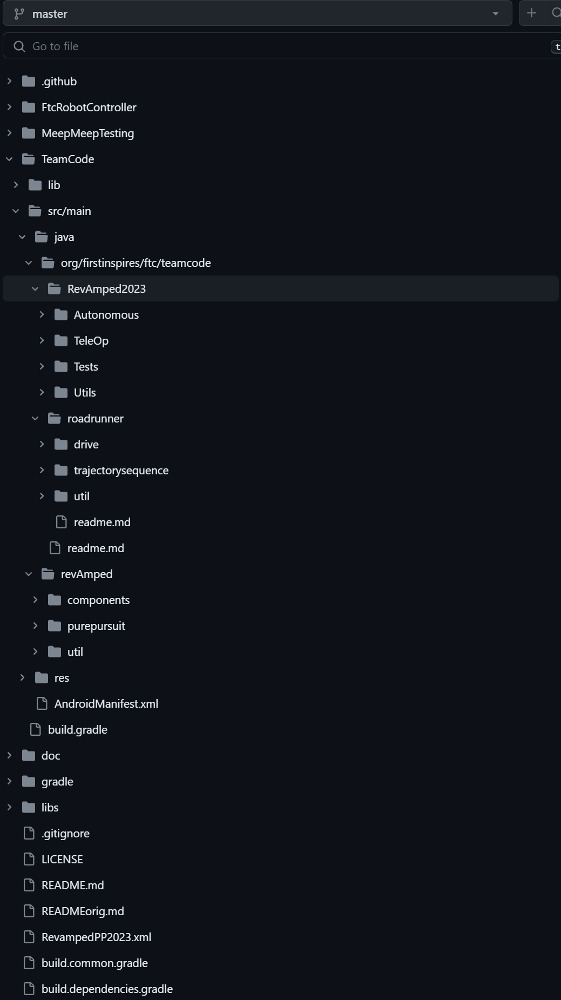 master
Go to file
t
.github
FtcRobotController
MeepMeepTesting
TeamCode
lib
src/main
java
org/firstinspires/ftc/teamcode
RevAmped2023
Autonomous
TeleOp
Tests
Utils
roadrunner
drive
trajectorysequence
util
readme.md
readme.md
revAmped
components
purepursuit
util
res
AndroidManifest.xml
build.gradle
doc
gradle
libs
.gitignore
LICENSE
README.md
READMEorig.md
RevampedPP2023.xml
build.common.gradle
build.dependencies.gradle